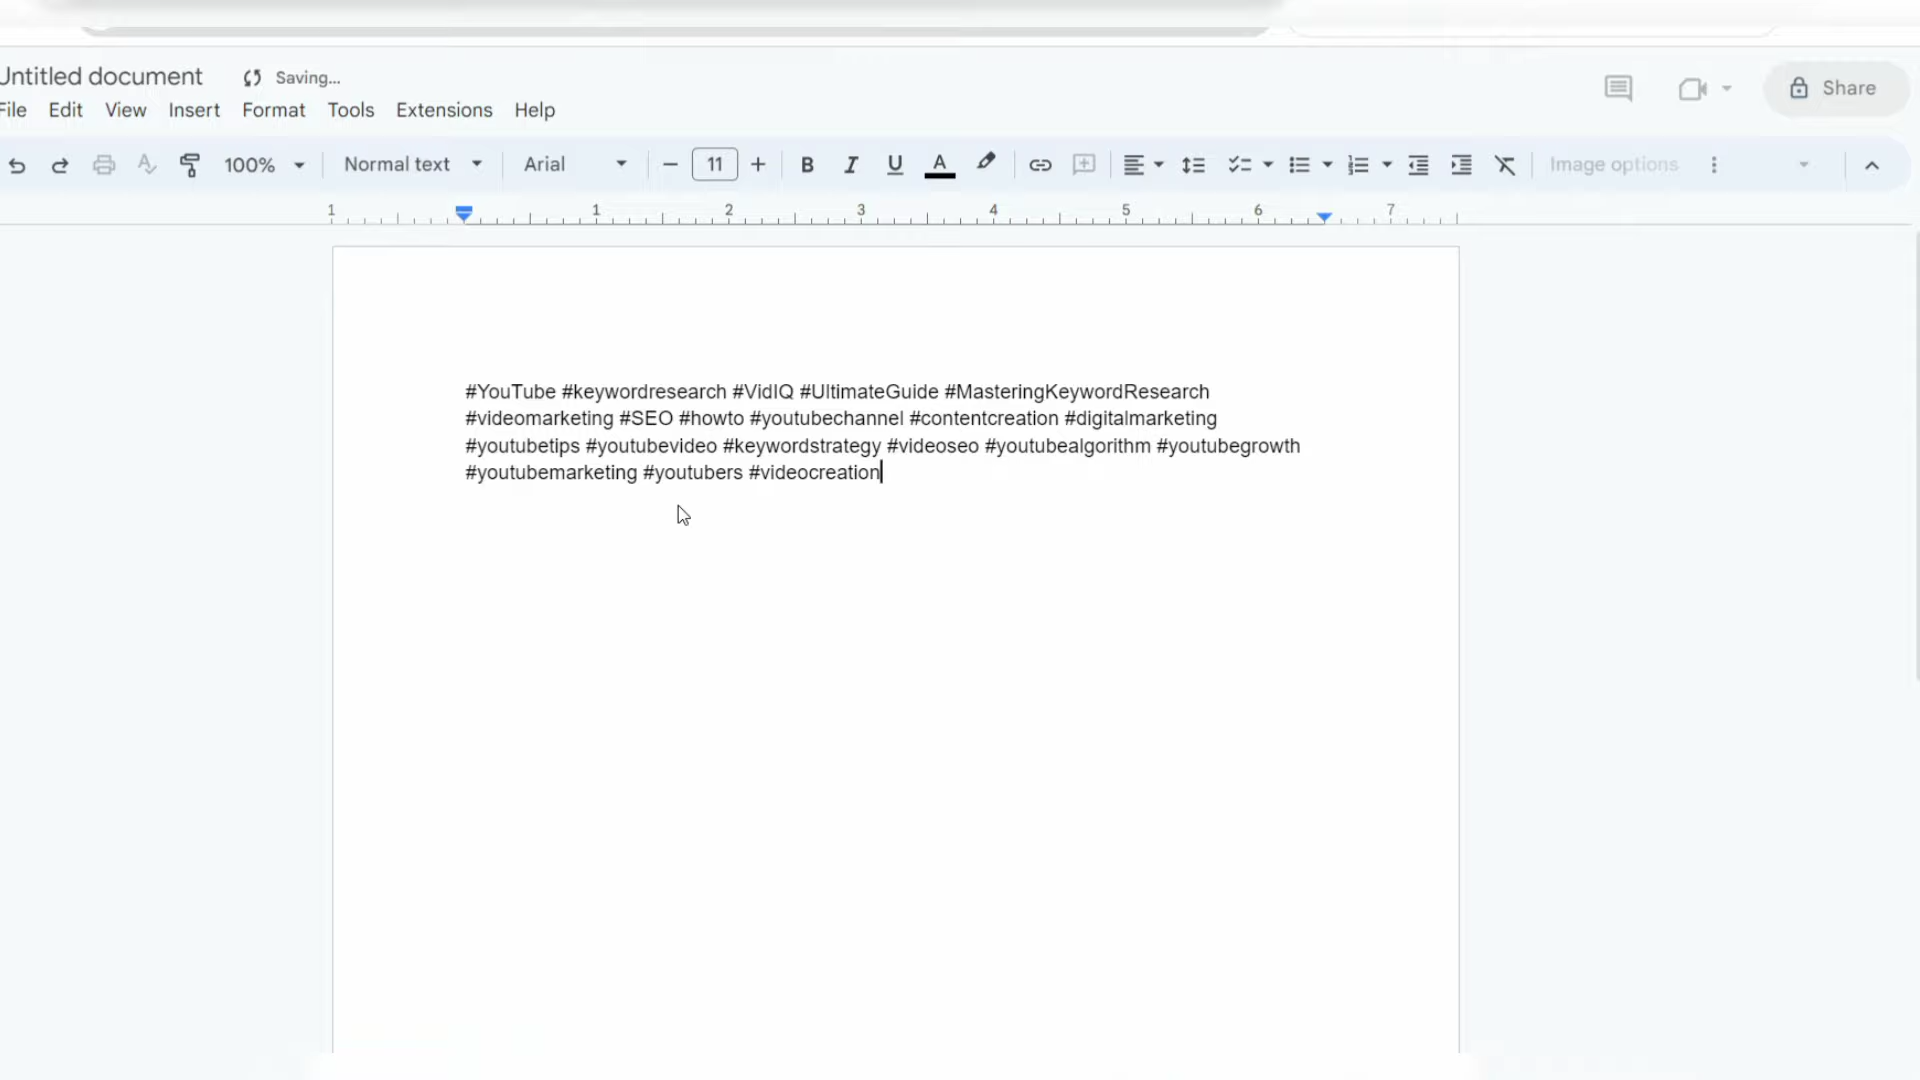 Untitled document Saving...
File Edit View Insert Format Tools Extensions Help
Share
100% Normal text Arial 11 B I U A Image options
1 1 2 3 4 5 6 7
#YouTube #keywordresearch #VidIQ #UltimateGuide #MasteringKeywordResearch
#videomarketing #SEO #howto #youtubechannel #contentcreation #digitalmarketing
#youtubetips #youtubevideo #keywordstrategy #videoseo #youtubealgorithm #youtubegrowth
#youtubemarketing #youtubers #videocreation